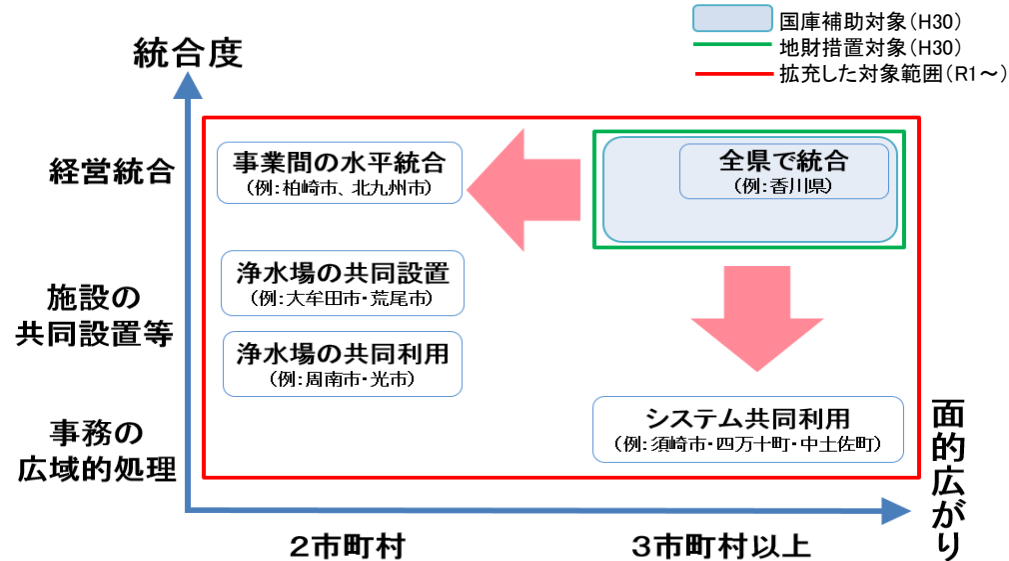 国庫補助対象（H30）
地財措置対象（H30）
拡充した対象範囲（R1～）
統合度
経営統合
事業間の水平統合
（例：柏崎市、北九州市）
全県で統合
（例：香川県）
施設の
共同設置等
浄水場の共同設置
（例：大牟田市・荒尾市）
浄水場の共同利用
（例：周南市・光市）
事務の
広域的処理
システム共同利用
（例：須崎市・四万十町・中土佐町）
面的広がり
２市町村
３市町村以上